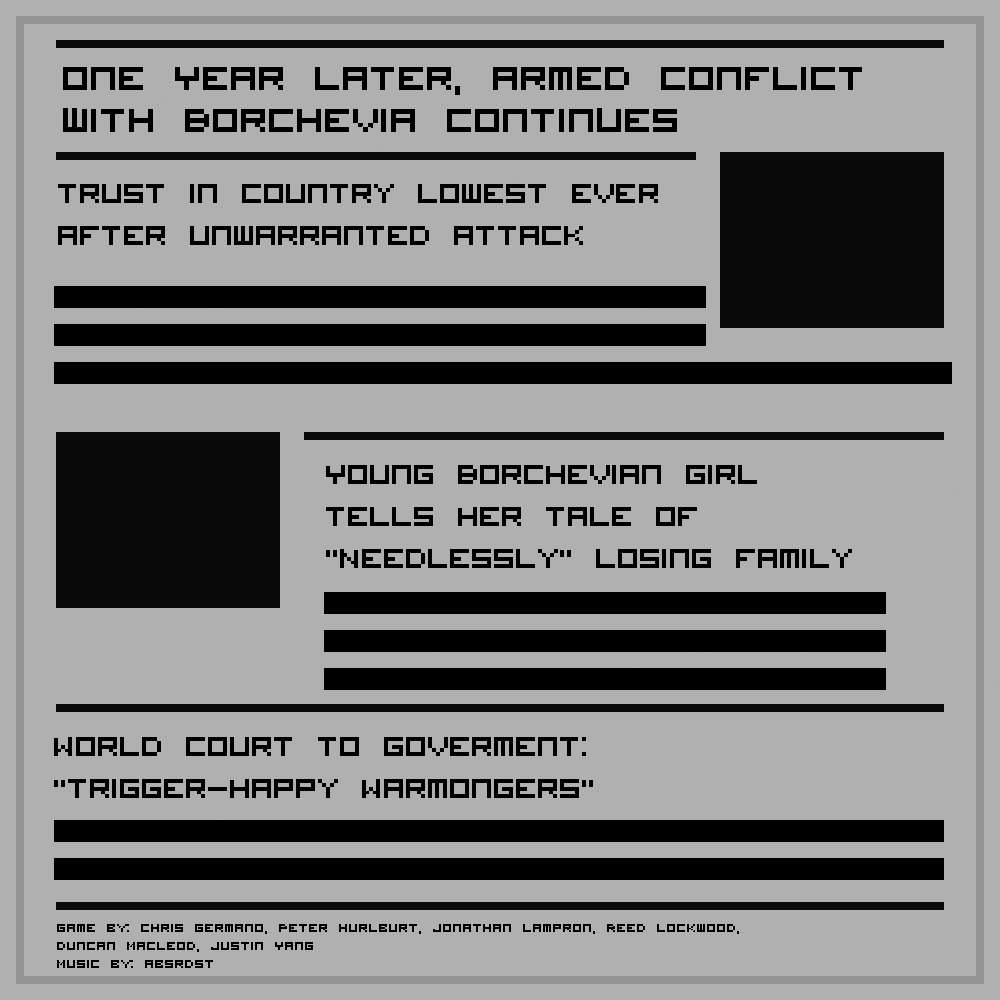 ONE YEAR LATER, ARMED CONFLICT
WITH BORCHEVIA CONTINUES
TRUST IN COUNTRY LOWEST EVER
AFTER UNWARRANTED ATTACK
YOUNG BORCHEVIAN GIRL
TELLS HER TALE OF
"NEEDLESSLY" LOSING FAMILY
WORLD COURT TO GOVERMENT:
"TRIGGER-HAPPY WARMONGERS"
GAME BY: CHRIS GERMANO, PETER HURLBURT, JONATHAN LAMPRON, REED LOCKWOOD,
DUNCAN MACLEOD, JUSTIN YANG
MUSIC BY: ABSRDST